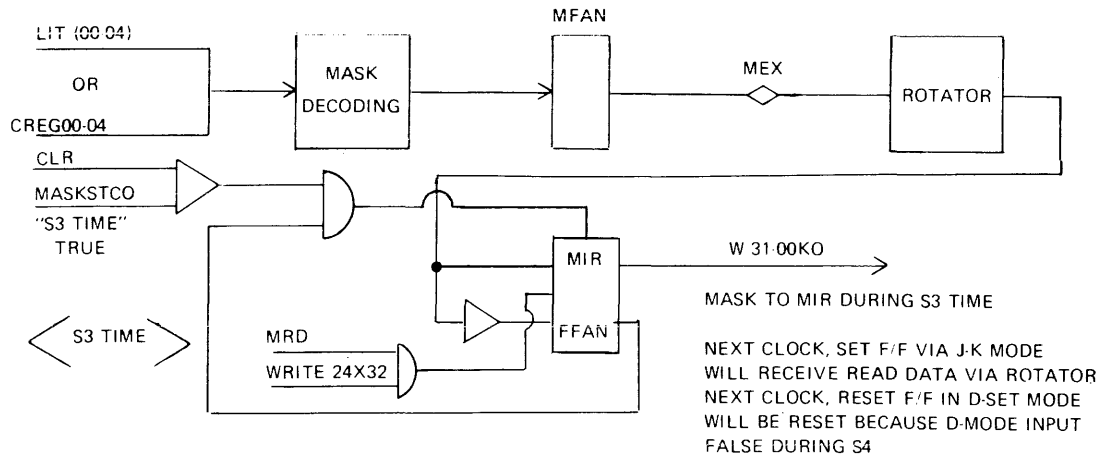 MFAN
LIT (00-04)
OR
CREG00-04
MASK
DECODING
MEX
ROTATOR
CLR
MASKSTCO
"S3 TIME"
TRUE
MIR
FFAN
W 31-00KO
S3 TIME
MRD
WRITE 24X32
MASK TO MIR DURING S3 TIME
NEXT CLOCK, SET F/F VIA J-K MODE
WILL RECEIVE READ DATA VIA ROTATOR
NEXT CLOCK, RESET F/F IN D-SET MODE
WILL BE RESET BECAUSE D-MODE INPUT
FALSE DURING S4